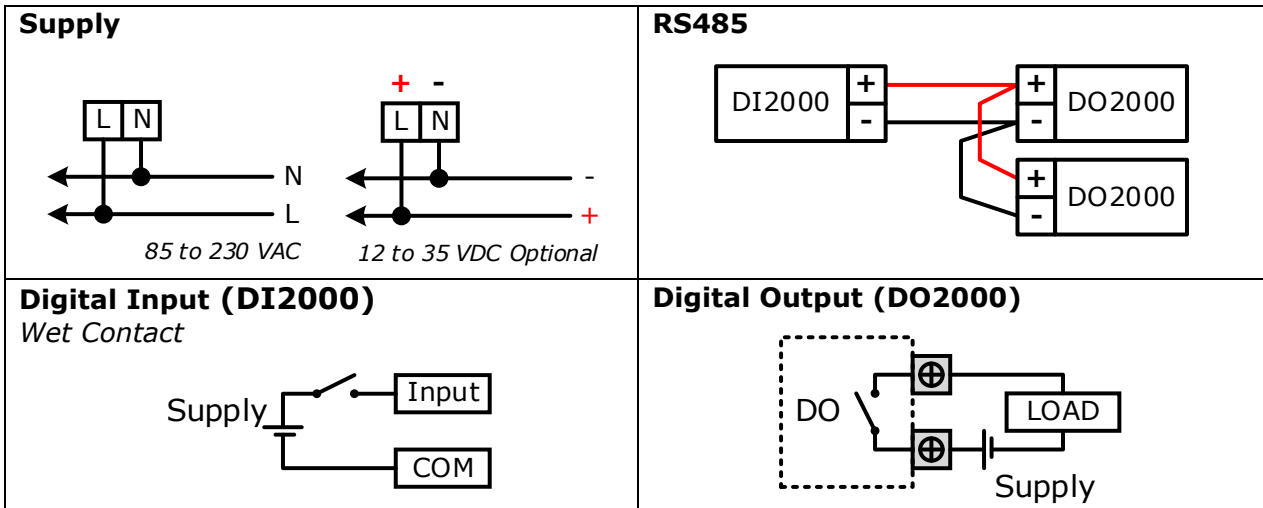 Supply
+ -
L N
L N
N
L
-
+
85 to 230 VAC
12 to 35 VDC Optional
RS485
DI2000
+
-
+
-
DO2000
+
-
DO2000
Digital Input (DI2000)
Wet Contact
Supply
Input
COM
Digital Output (DO2000)
DO
LOAD
Supply